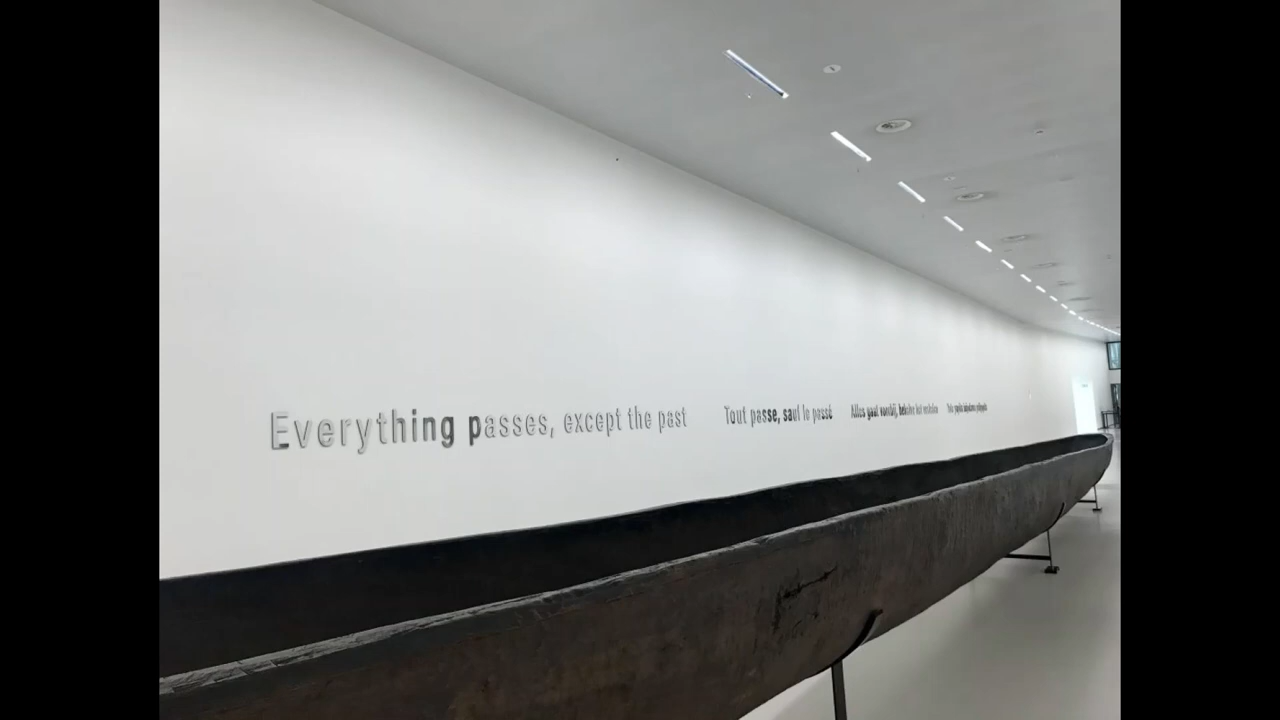 Everything passes, except the past
Tout passe, sauf le passé
Alles gaat voorbij, behalve het verleden